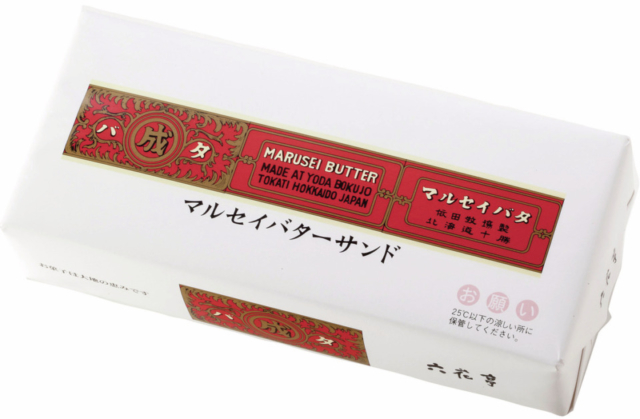 バ 成 タ
MARUSEI BUTTER
MADE AT YODA BOKUJO
TOKATI HOKKAIDO JAPAN
マルセイバタ
依田牧場製
北海道十勝
マルセイバターサンド
お願い
25℃以下の涼しい所に
保管してください。
バ 成 タ
六花亭